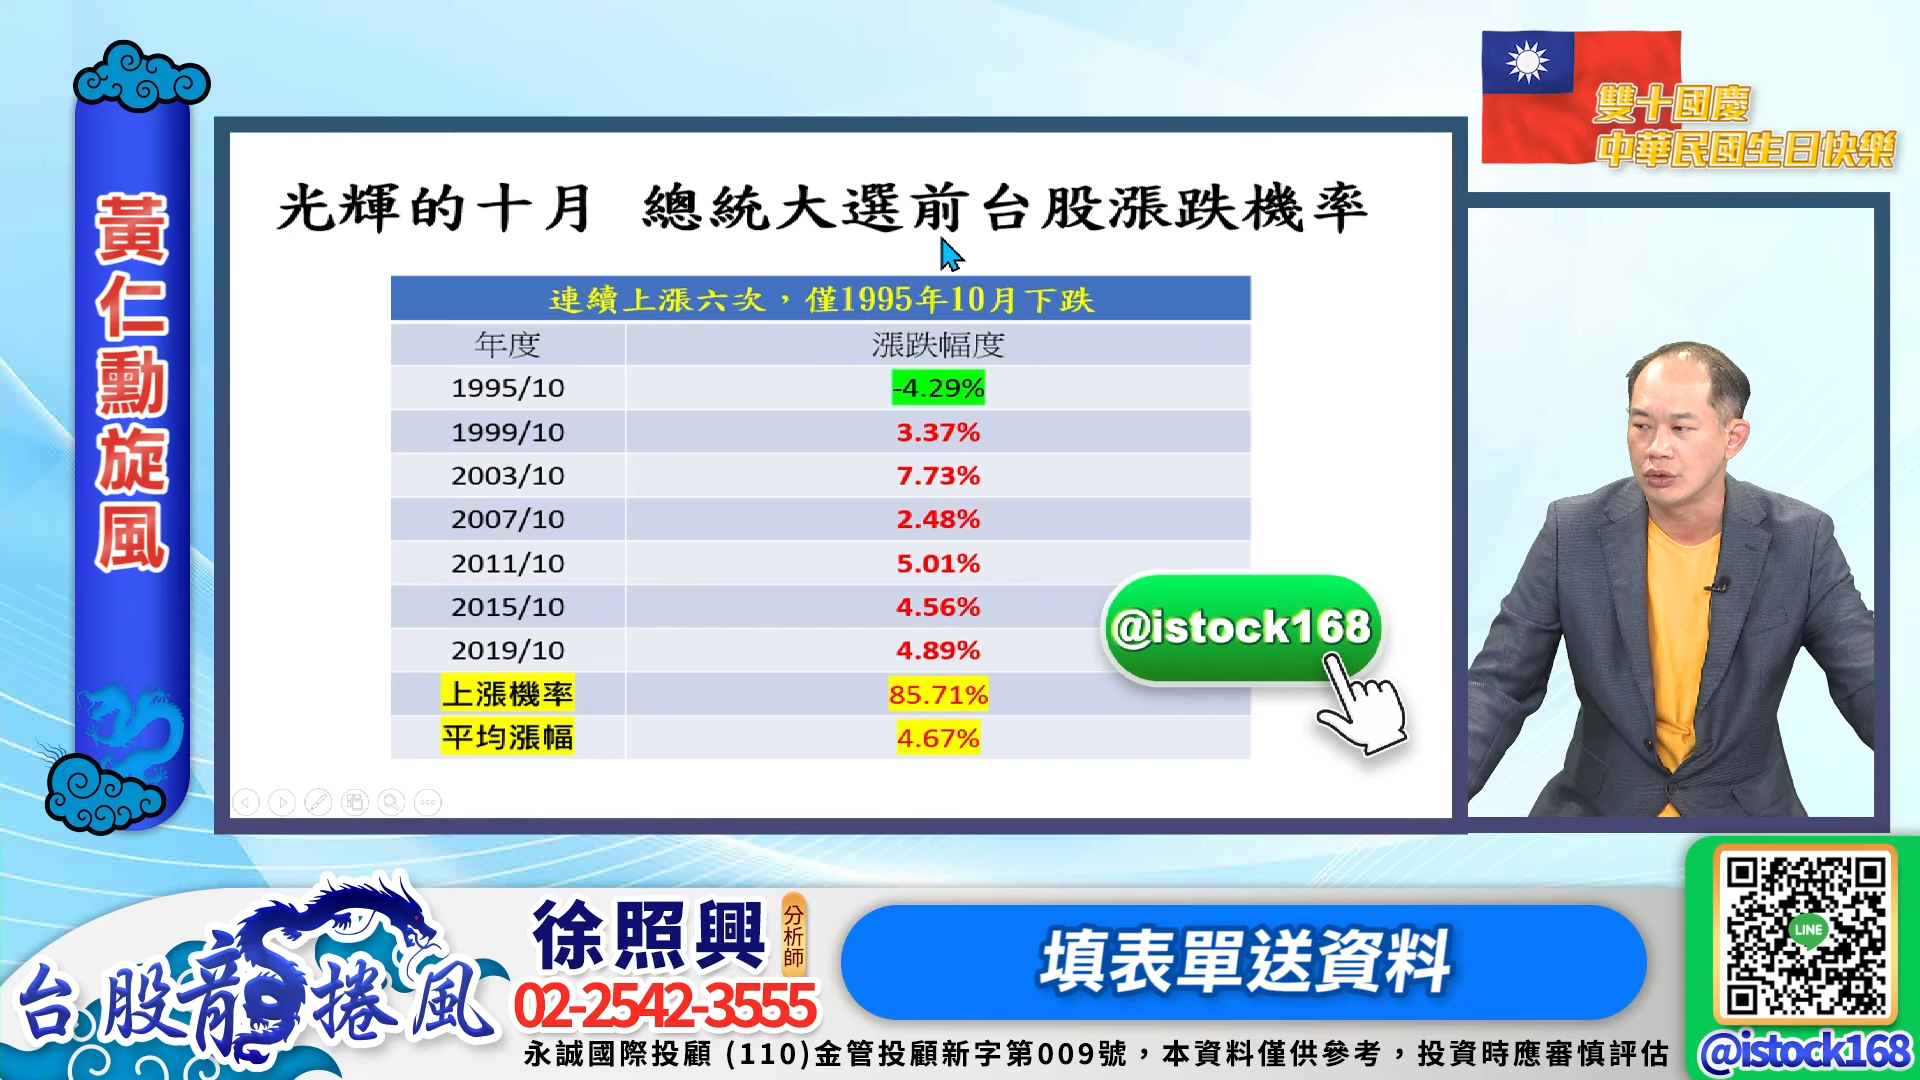 雙十國慶
中華民國生日快樂
黃仁勳旋風
光輝的十月 總統大選前台股漲跌機率
連續上漲六次，僅1995年10月下跌
年度 漲跌幅度
1995/10 -4.29%
1999/10 3.37%
2003/10 7.73%
2007/10 2.48%
2011/10 5.01%
2015/10 4.56%
2019/10 4.89%
上漲機率 85.71%
平均漲幅 4.67%
@istock168
台股龍捲風
徐照興
分析師
02-2542-3555
填表單送資料
LINE
永誠國際投顧 (110)金管投顧新字第009號，本資料僅供參考，投資時應審慎評估
@istock168